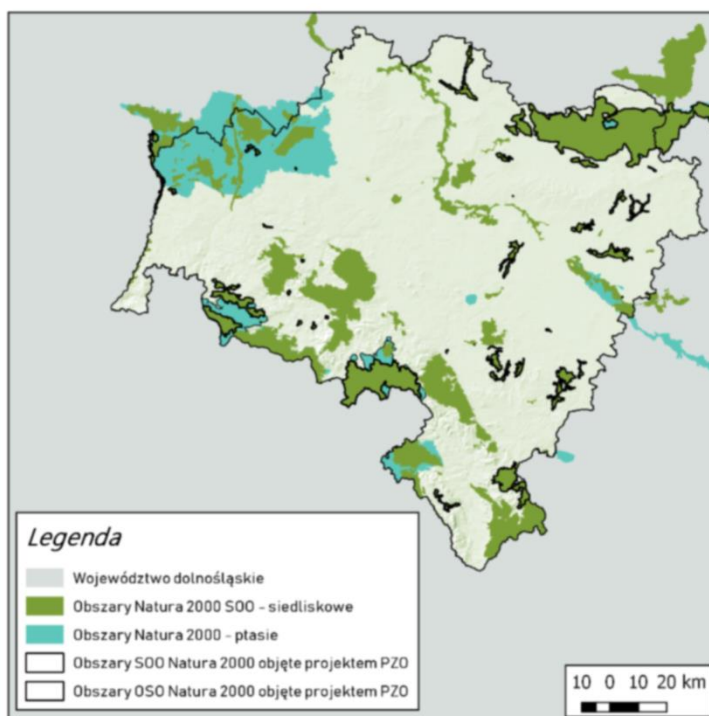 Legenda
Województwo dolnośląskie
Obszary Natura 2000 SOO - siedliskowe
Obszary Natura 2000 - ptasie
Obszary SOO Natura 2000 objęte projektem PZO
Obszary OSO Natura 2000 objęte projektem PZO
10 0 10 20 km